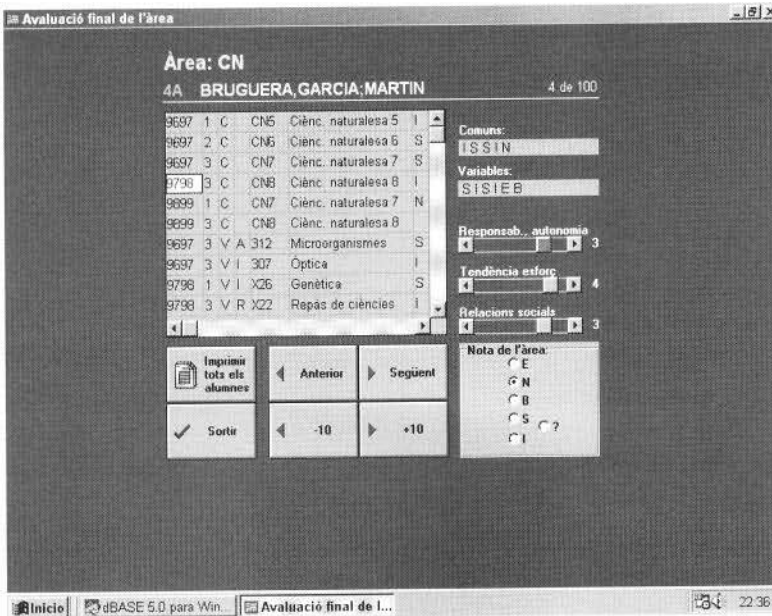 Avaluació final de l'àrea
Àrea: CN
4A BRUGUERA,GARCIA;MARTIN 4 de 100
9697 1 C CN5 Ciènc. naturalesa 5 I
9697 2 C CN6 Ciènc. naturalesa 6 S
9697 3 C CN7 Ciènc. naturalesa 7 S
9798 3 C CN8 Ciènc. naturalesa 8 I
9899 1 C CN7 Ciènc. naturalesa 7 N
9899 3 C CN8 Ciènc. naturalesa 8
9697 3 V A 312 Microorganismes S
9697 3 V I 307 Òptica I
9798 1 V I X26 Genètica S
9798 3 V R X22 Repàs de ciències I
Comuns:
ISSIN
Variables:
SISIEB
Responsab., autonomia
3
Tendència esforç
4
Relacions socials
3
Imprimir
tots els
alumnes
Anterior
Següent
Sortir
-10
+10
Nota de l'àrea:
E
N
B
S ?
I
Inicio dBASE 5.0 para Win... Avaluació final de l... 22:36